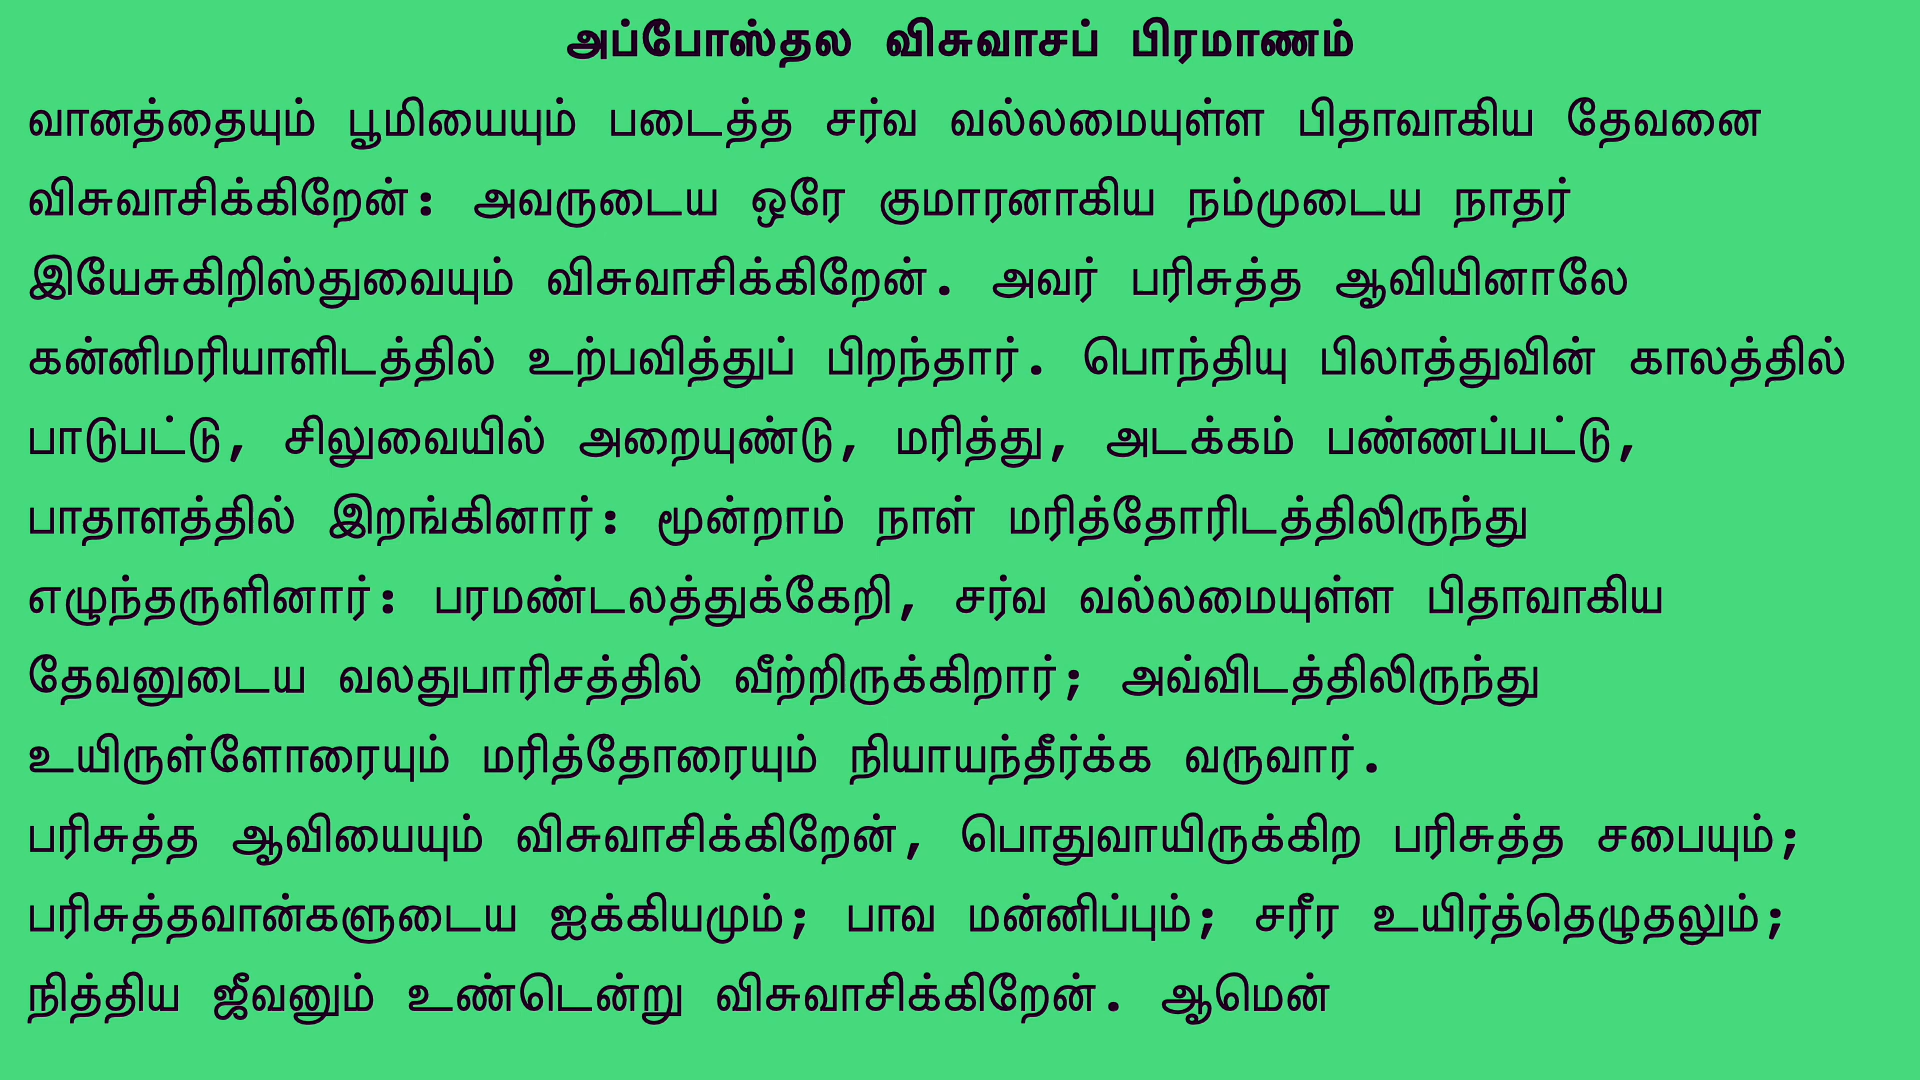 அப்போஸ்தல விசுவாசப் பிரமாணம்
வானத்தையும் பூமியையும் படைத்த சர்வ வல்லமையுள்ள பிதாவாகிய தேவனை
விசுவாசிக்கிறேன்: அவருடைய ஒரே குமாரனாகிய நம்முடைய நாதர்
இயேசுகிறிஸ்துவையும் விசுவாசிக்கிறேன். அவர் பரிசுத்த ஆவியினாலே
கன்னிமரியாளிடத்தில் உற்பவித்துப் பிறந்தார். பொந்தியு பிலாத்துவின் காலத்தில்
பாடுபட்டு, சிலுவையில் அறையுண்டு, மரித்து, அடக்கம் பண்ணப்பட்டு,
பாதாளத்தில் இறங்கினார்: மூன்றாம் நாள் மரித்தோரிடத்திலிருந்து
எழுந்தருளினார்: பரமண்டலத்துக்கேறி, சர்வ வல்லமையுள்ள பிதாவாகிய
தேவனுடைய வலதுபாரிசத்தில் வீற்றிருக்கிறார்; அவ்விடத்திலிருந்து
உயிருள்ளோரையும் மரித்தோரையும் நியாயந்தீர்க்க வருவார்.
பரிசுத்த ஆவியையும் விசுவாசிக்கிறேன், பொதுவாயிருக்கிற பரிசுத்த சபையும்;
பரிசுத்தவான்களுடைய ஐக்கியமும்; பாவ மன்னிப்பும்; சரீர உயிர்த்தெழுதலும்;
நித்திய ஜீவனும் உண்டென்று விசுவாசிக்கிறேன். ஆமென்